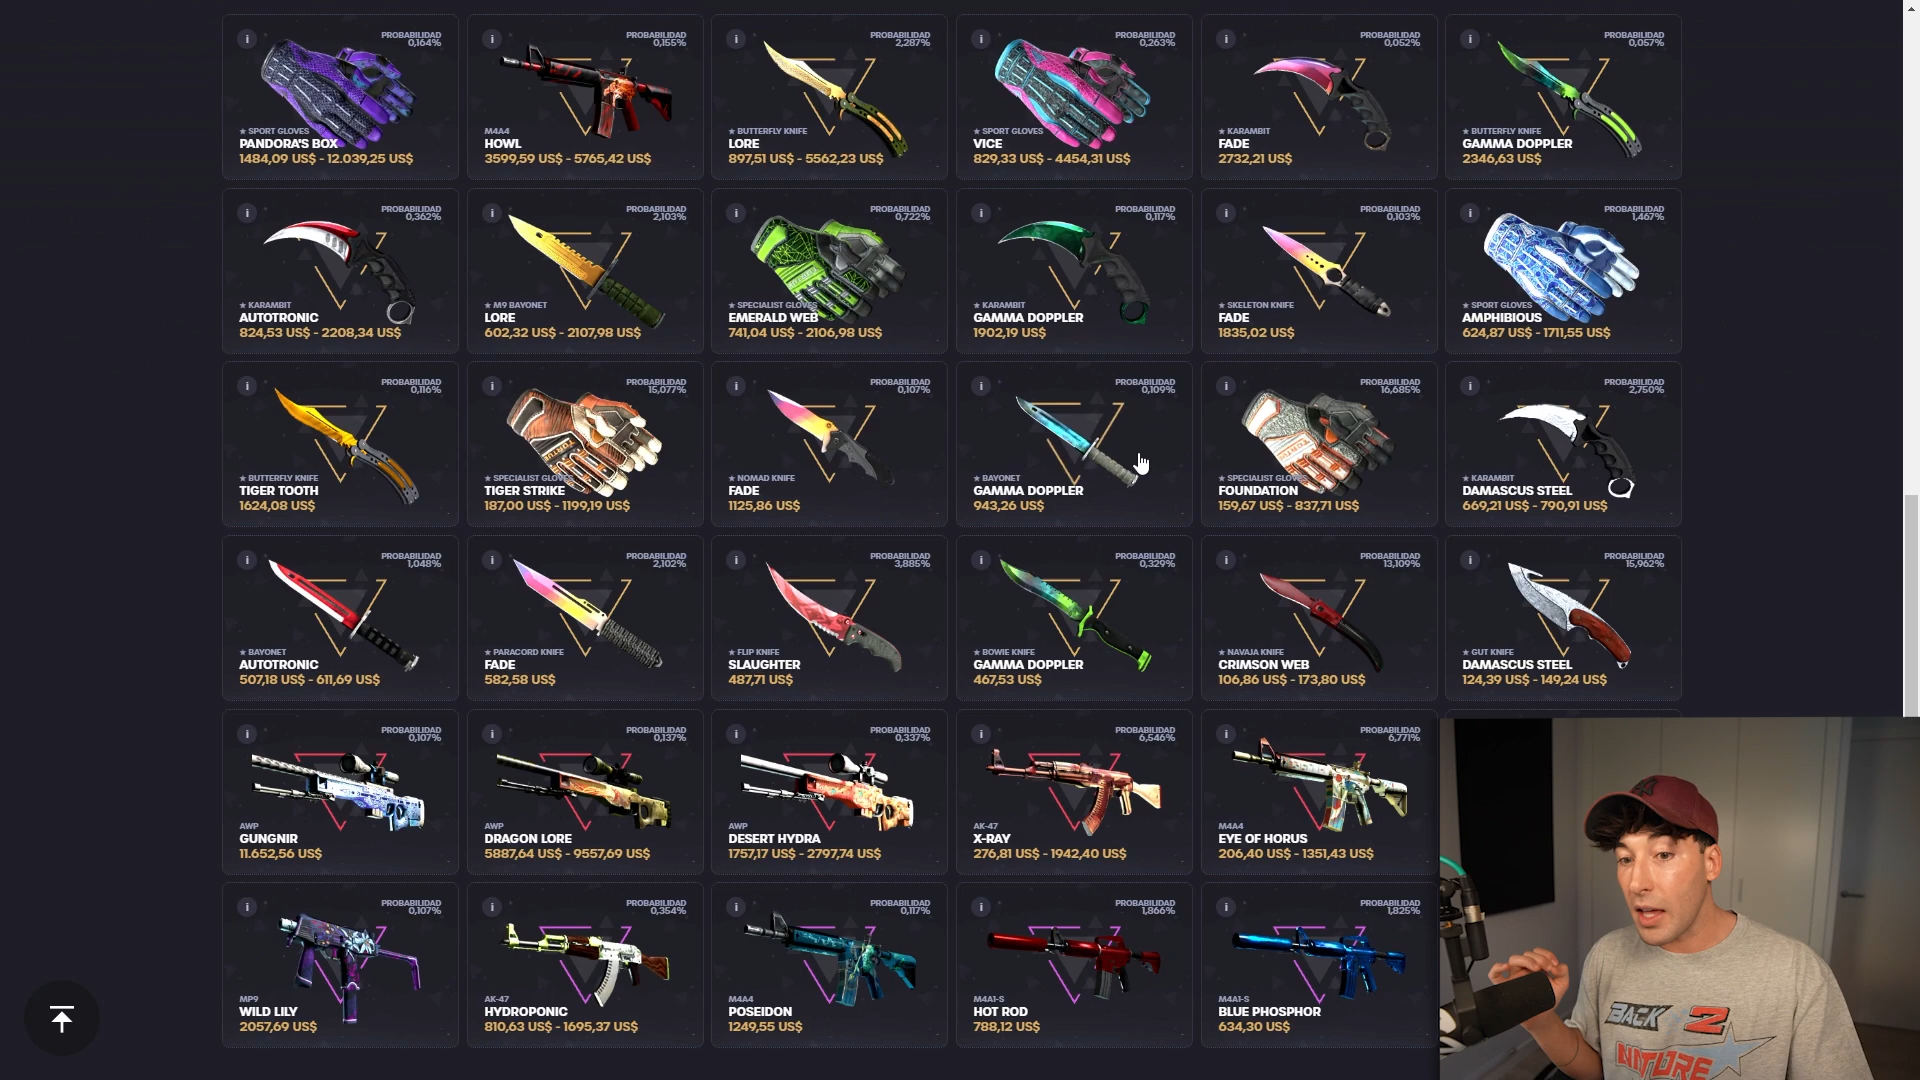 PROBABILIDAD
0,164%
★ SPORT GLOVES
PANDORA'S BOX
1484,09 US$ - 12.039,25 US$
PROBABILIDAD
0,155%
M4A4
HOWL
3599,59 US$ - 5765,42 US$
PROBABILIDAD
2,287%
★ BUTTERFLY KNIFE
LORE
897,51 US$ - 5562,23 US$
PROBABILIDAD
0,263%
★ SPORT GLOVES
VICE
829,33 US$ - 4454,31 US$
PROBABILIDAD
0,052%
★ KARAMBIT
FADE
2732,21 US$
PROBABILIDAD
0,057%
★ BUTTERFLY KNIFE
GAMMA DOPPLER
2346,63 US$
PROBABILIDAD
0,362%
★ KARAMBIT
AUTOTRONIC
824,53 US$ - 2208,34 US$
PROBABILIDAD
2,103%
★ M9 BAYONET
LORE
602,32 US$ - 2107,98 US$
PROBABILIDAD
0,722%
★ SPECIALIST GLOVES
EMERALD WEB
741,04 US$ - 2106,98 US$
PROBABILIDAD
0,117%
★ KARAMBIT
GAMMA DOPPLER
1902,19 US$
PROBABILIDAD
0,103%
★ SKELETON KNIFE
FADE
1835,02 US$
PROBABILIDAD
1,467%
★ SPORT GLOVES
AMPHIBIOUS
624,87 US$ - 1711,55 US$
PROBABILIDAD
0,116%
★ BUTTERFLY KNIFE
TIGER TOOTH
1624,08 US$
PROBABILIDAD
15,077%
★ SPECIALIST GLOVES
TIGER STRIKE
187,00 US$ - 1199,19 US$
PROBABILIDAD
0,107%
★ NOMAD KNIFE
FADE
1125,86 US$
PROBABILIDAD
0,109%
★ BAYONET
GAMMA DOPPLER
943,26 US$
PROBABILIDAD
16,685%
★ SPECIALIST GLOVES
FOUNDATION
159,67 US$ - 837,71 US$
PROBABILIDAD
2,750%
★ KARAMBIT
DAMASCUS STEEL
669,21 US$ - 790,91 US$
PROBABILIDAD
1,048%
★ BAYONET
AUTOTRONIC
507,18 US$ - 611,69 US$
PROBABILIDAD
2,102%
★ PARACORD KNIFE
FADE
582,58 US$
PROBABILIDAD
3,885%
★ FLIP KNIFE
SLAUGHTER
487,71 US$
PROBABILIDAD
0,329%
★ BOWIE KNIFE
GAMMA DOPPLER
467,53 US$
PROBABILIDAD
13,109%
★ NAVAJA KNIFE
CRIMSON WEB
106,86 US$ - 173,80 US$
PROBABILIDAD
15,962%
★ GUT KNIFE
DAMASCUS STEEL
124,39 US$ - 149,24 US$
PROBABILIDAD
0,107%
AWP
GUNGNIR
11.652,56 US$
PROBABILIDAD
0,137%
AWP
DRAGON LORE
5887,64 US$ - 9557,69 US$
PROBABILIDAD
0,337%
AWP
DESERT HYDRA
1757,17 US$ - 2797,74 US$
PROBABILIDAD
6,546%
AK-47
X-RAY
276,81 US$ - 1942,40 US$
PROBABILIDAD
6,771%
M4A4
EYE OF HORUS
206,40 US$ - 1351,43 US$
PROBABILIDAD
0,107%
MP9
WILD LILY
2057,69 US$
PROBABILIDAD
0,354%
AK-47
HYDROPONIC
810,63 US$ - 1695,37 US$
PROBABILIDAD
0,117%
M4A4
POSEIDON
1249,55 US$
PROBABILIDAD
1,866%
M4A1-S
HOT ROD
788,12 US$
PROBABILIDAD
1,825%
M4A1-S
BLUE PHOSPHOR
634,30 US$
BACK 2
NATURE